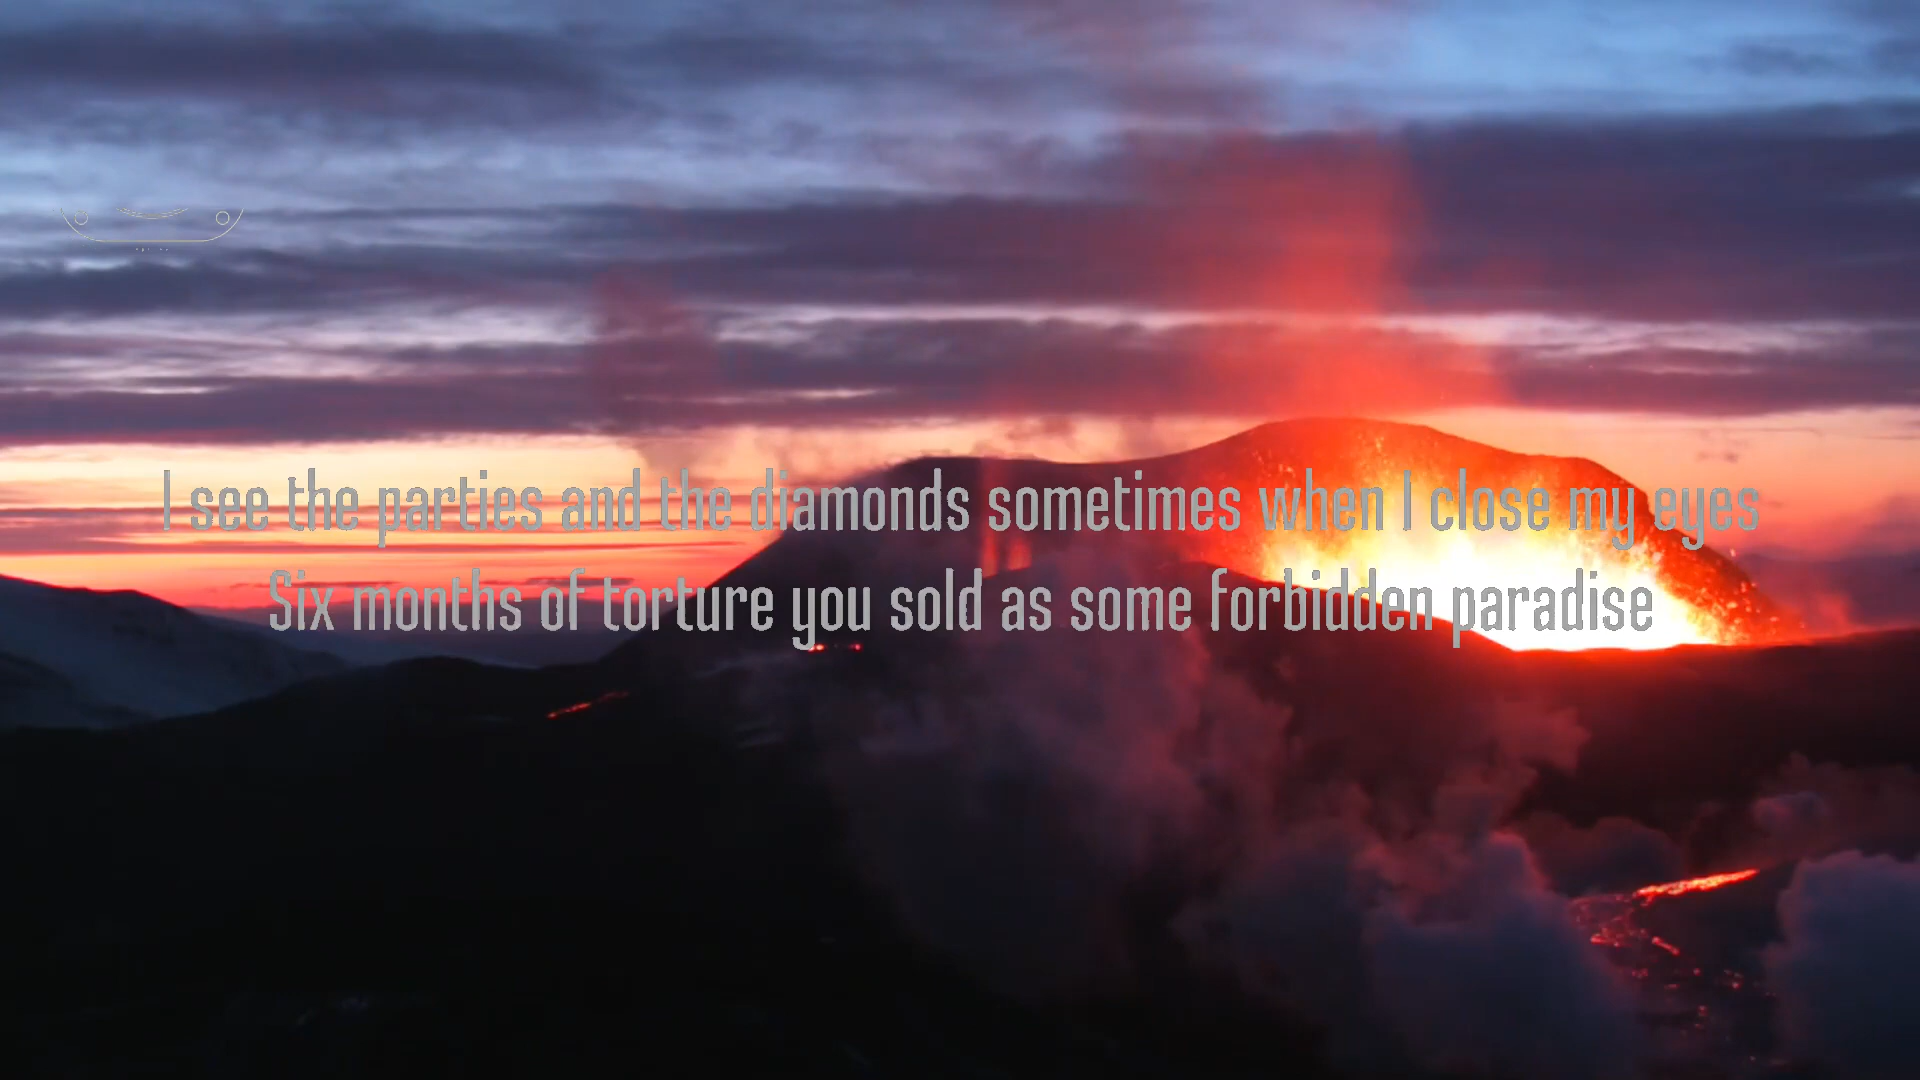 I see the parties and the diamonds sometimes when I close my eyes
Six months of torture you sold as some forbidden paradise